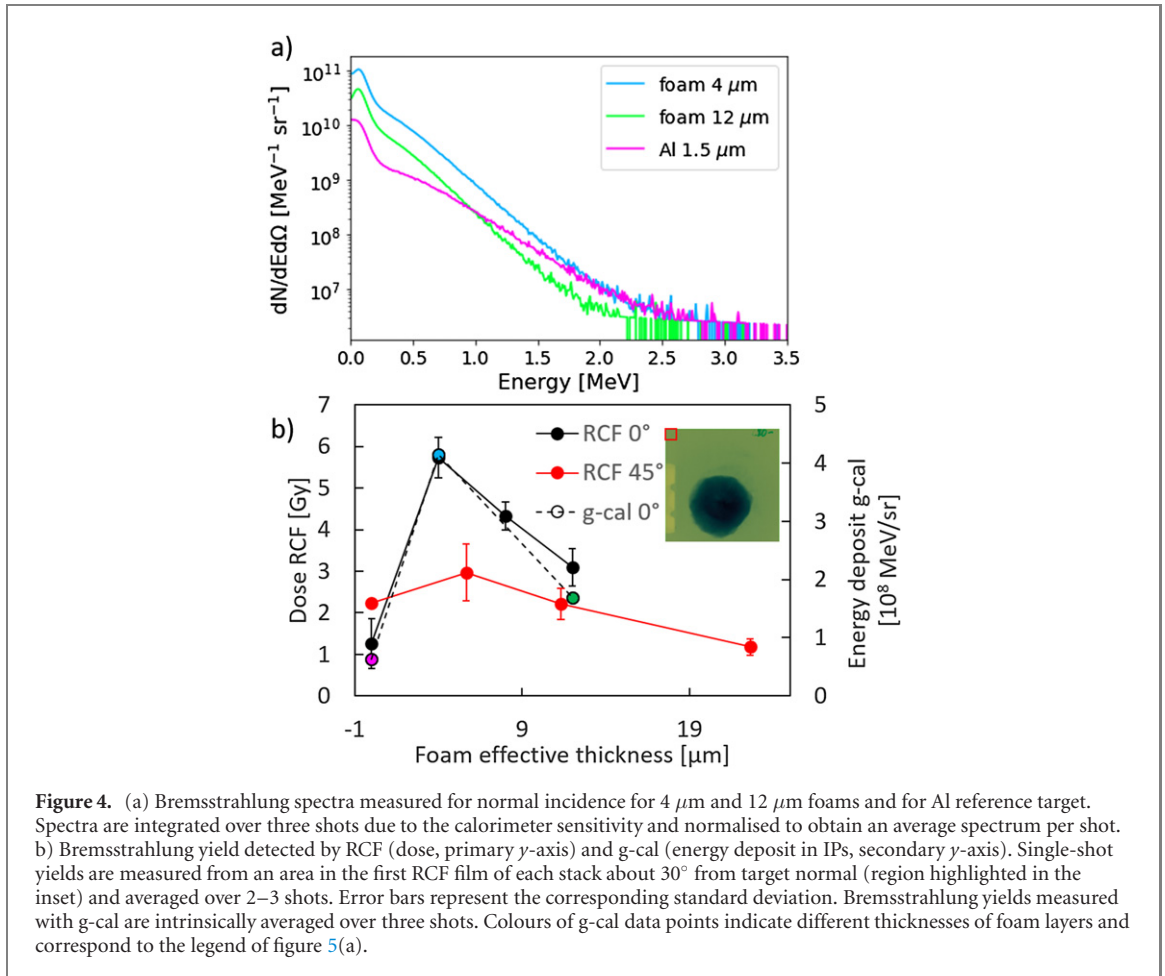 a)
10¹¹
10¹⁰
10⁹
10⁸
10⁷
dN/dEdΩ [MeV⁻¹ sr⁻¹]
foam 4 μm
foam 12 μm
Al 1.5 μm
0.0 0.5 1.0 1.5 2.0 2.5 3.0 3.5
Energy [MeV]
b)
7
6
5
4
3
2
1
0
Dose RCF [Gy]
RCF 0°
RCF 45°
g-cal 0°
5
4
3
2
1
0
Energy deposit g-cal
[10⁸ MeV/sr]
-1 9 19
Foam effective thickness [μm]
Figure 4. (a) Bremsstrahlung spectra measured for normal incidence for 4 μm and 12 μm foams and for Al reference target.
Spectra are integrated over three shots due to the calorimeter sensitivity and normalised to obtain an average spectrum per shot.
b) Bremsstrahlung yield detected by RCF (dose, primary y-axis) and g-cal (energy deposit in IPs, secondary y-axis). Single-shot
yields are measured from an area in the first RCF film of each stack about 30° from target normal (region highlighted in the
inset) and averaged over 2–3 shots. Error bars represent the corresponding standard deviation. Bremsstrahlung yields measured
with g-cal are intrinsically averaged over three shots. Colours of g-cal data points indicate different thicknesses of foam layers and
correspond to the legend of figure 5(a).